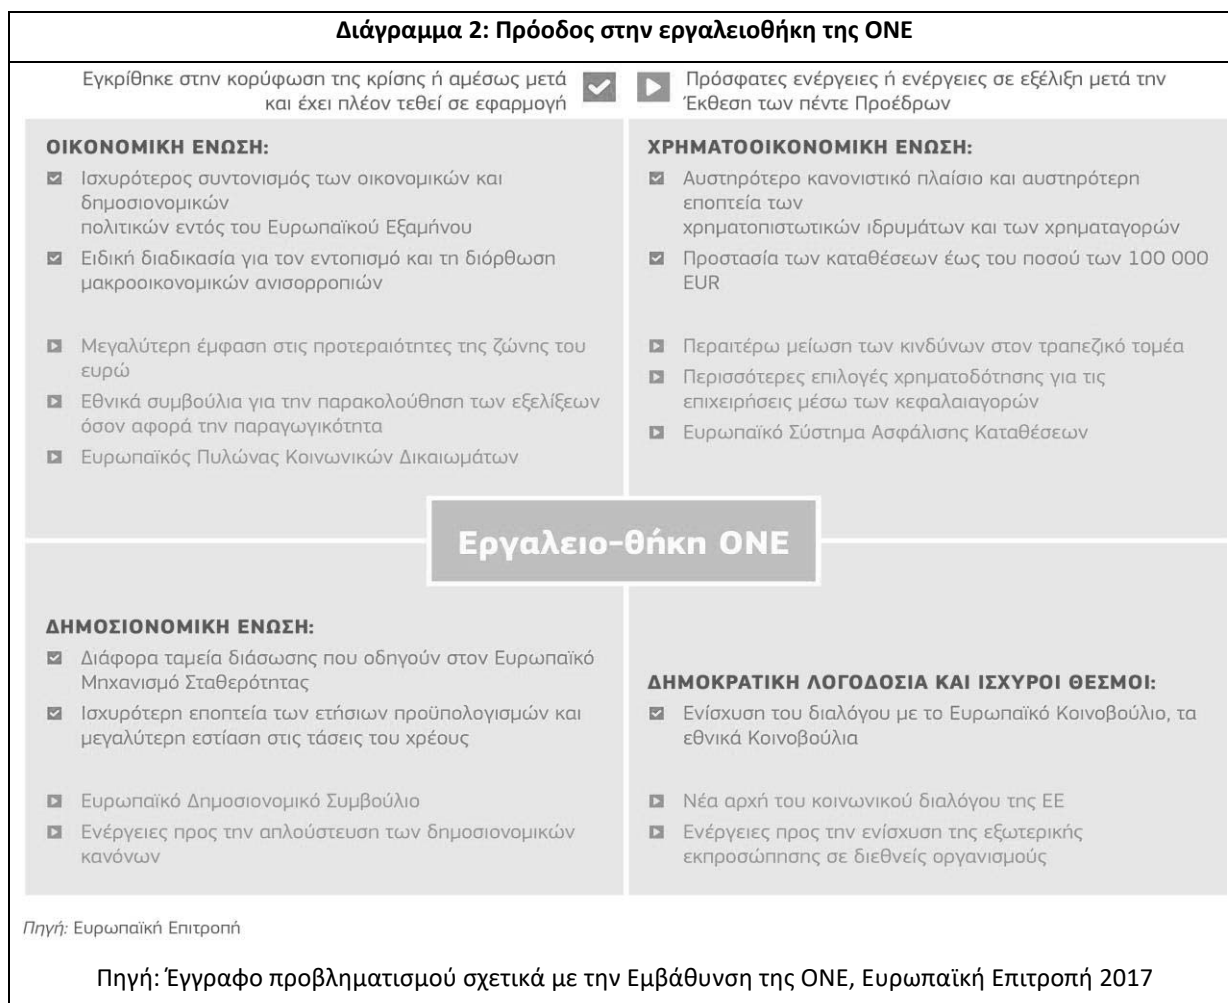 Διάγραμμα 2: Πρόοδος στην εργαλειοθήκη της ΟΝΕ
Εγκρίθηκε στην κορύφωση της κρίσης ή αμέσως μετά
και έχει πλέον τεθεί σε εφαρμογή
Πρόσφατες ενέργειες ή ενέργειες σε εξέλιξη μετά την
Έκθεση των πέντε Προέδρων
ΟΙΚΟΝΟΜΙΚΗ ΕΝΩΣΗ:
Ισχυρότερος συντονισμός των οικονομικών και
δημοσιονομικών
πολιτικών εντός του Ευρωπαϊκού Εξαμήνου
Ειδική διαδικασία για τον εντοπισμό και τη διόρθωση
μακροοικονομικών ανισορροπιών
Μεγαλύτερη έμφαση στις προτεραιότητες της ζώνης του
ευρώ
Εθνικά συμβούλια για την παρακολούθηση των εξελίξεων
όσον αφορά την παραγωγικότητα
Ευρωπαϊκός Πυλώνας Κοινωνικών Δικαιωμάτων
ΧΡΗΜΑΤΟΟΙΚΟΝΟΜΙΚΗ ΕΝΩΣΗ:
Αυστηρότερο κανονιστικό πλαίσιο και αυστηρότερη
εποπτεία των
χρηματοπιστωτικών ιδρυμάτων και των χρηματαγορών
Προστασία των καταθέσεων έως του ποσού των 100 000
EUR
Περαιτέρω μείωση των κινδύνων στον τραπεζικό τομέα
Περισσότερες επιλογές χρηματοδότησης για τις
επιχειρήσεις μέσω των κεφαλαιαγορών
Ευρωπαϊκό Σύστημα Ασφάλισης Καταθέσεων
Εργαλειο-θήκη ΟΝΕ
ΔΗΜΟΣΙΟΝΟΜΙΚΗ ΕΝΩΣΗ:
Διάφορα ταμεία διάσωσης που οδηγούν στον Ευρωπαϊκό
Μηχανισμό Σταθερότητας
Ισχυρότερη εποπτεία των ετήσιων προϋπολογισμών και
μεγαλύτερη εστίαση στις τάσεις του χρέους
Ευρωπαϊκό Δημοσιονομικό Συμβούλιο
Ενέργειες προς την απλούστευση των δημοσιονομικών
κανόνων
ΔΗΜΟΚΡΑΤΙΚΗ ΛΟΓΟΔΟΣΙΑ ΚΑΙ ΙΣΧΥΡΟΙ ΘΕΣΜΟΙ:
Ενίσχυση του διαλόγου με το Ευρωπαϊκό Κοινοβούλιο, τα
εθνικά Κοινοβούλια
Νέα αρχή του κοινωνικού διαλόγου της ΕΕ
Ενέργειες προς την ενίσχυση της εξωτερικής
εκπροσώπησης σε διεθνείς οργανισμούς
Πηγή: Ευρωπαϊκή Επιτροπή
Πηγή: Έγγραφο προβληματισμού σχετικά με την Εμβάθυνση της ΟΝΕ, Ευρωπαϊκή Επιτροπή 2017